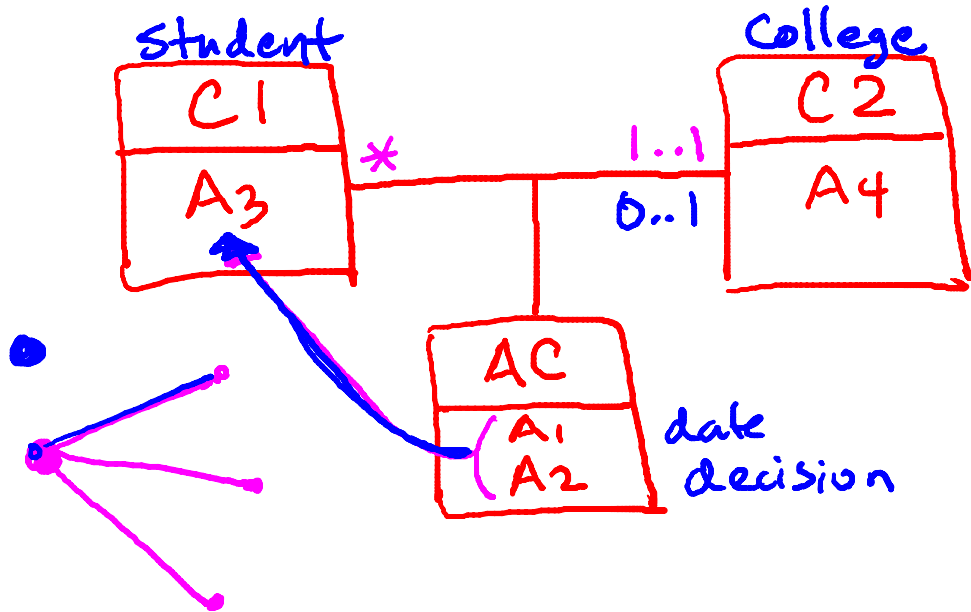 Student
College
C1
C2
*
1..1
A3
A4
0..1
AC
A1
date
A2
decision